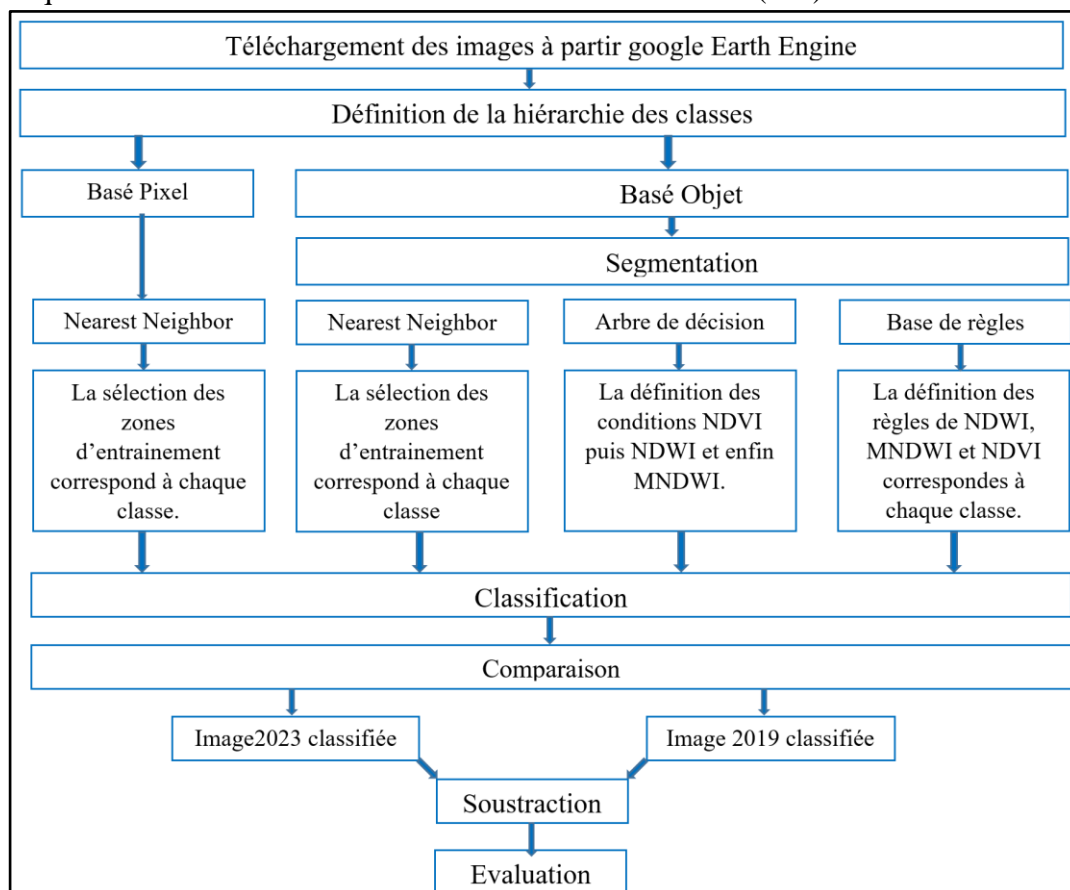 Téléchargement des images à partir google Earth Engine
Définition de la hiérarchie des classes
Basé Pixel
Basé Objet
Segmentation
Nearest Neighbor
Nearest Neighbor
Arbre de décision
Base de règles
La sélection des
zones
d’entrainement
correspond à chaque
classe.
La sélection des
zones
d’entrainement
correspond à chaque
classe
La définition des
conditions NDVI
puis NDWI et enfin
MNDWI.
La définition des
règles de NDWI,
MNDWI et NDVI
correspondes à
chaque classe.
Classification
Comparaison
Image2023 classifiée
Image 2019 classifiée
Soustraction
Evaluation